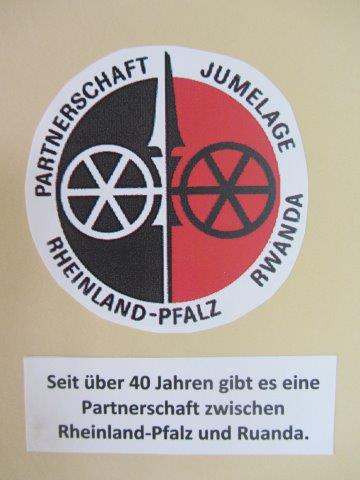 PARTNERSCHAFT
JUMELAGE
RHEINLAND-PFALZ
RWANDA
Seit über 40 Jahren gibt es eine
Partnerschaft zwischen
Rheinland-Pfalz und Ruanda.